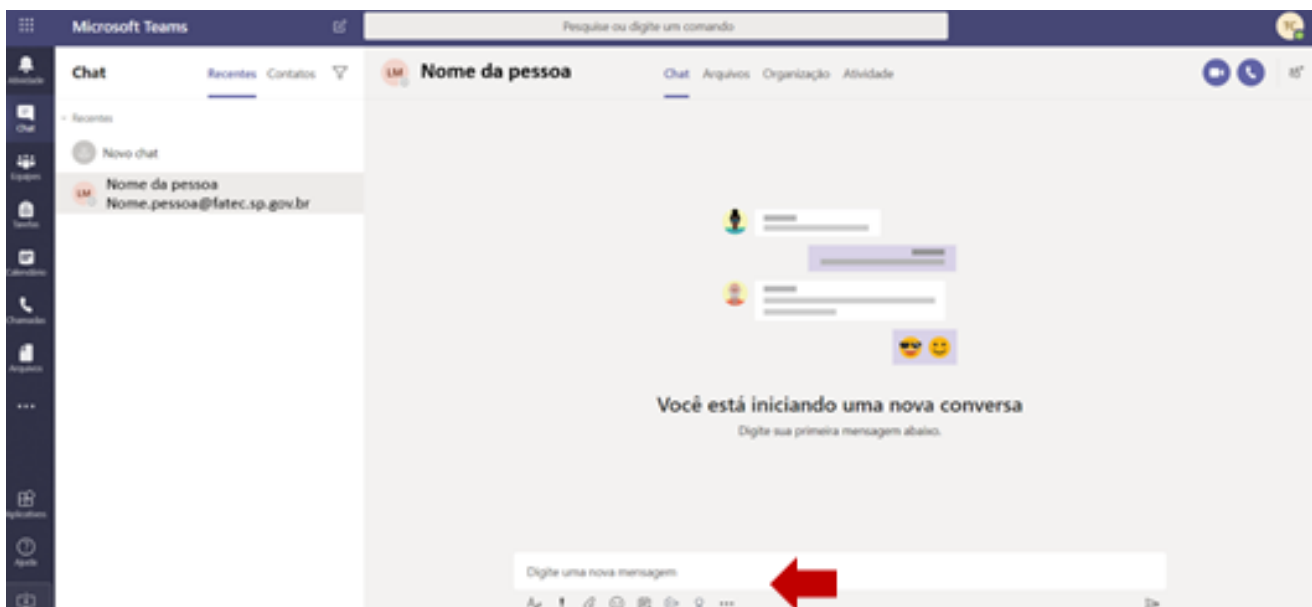 Microsoft Teams
Pesquise ou digite um comando
Atividade
Chat
Equipes
Tarefas
Calendário
Chamadas
Arquivos
Aplicativos
Ajuda
Chat Recentes Contatos
Recentes
Novo chat
LM Nome da pessoa
Nome.pessoa@fatec.sp.gov.br
LM Nome da pessoa Chat Arquivos Organização Atividade
Você está iniciando uma nova conversa
Digite sua primeira mensagem abaixo.
Digite uma nova mensagem